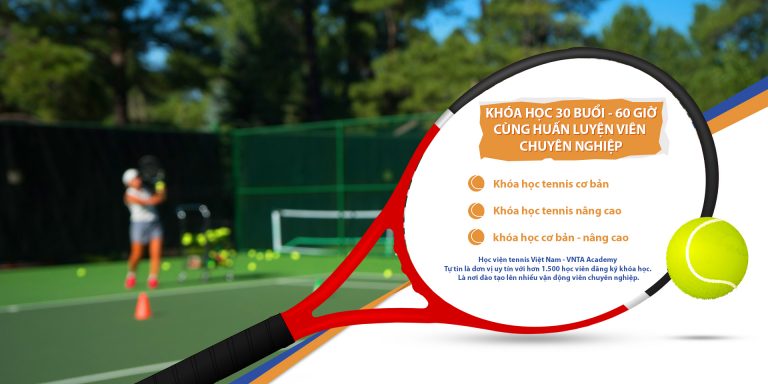 KHÓA HỌC 30 BUỔI - 60 GIỜ
CÙNG HUẤN LUYỆN VIÊN
CHUYÊN NGHIỆP
Khóa học tennis cơ bản
Khóa học tennis nâng cao
khóa học cơ bản - nâng cao
Học viện tennis Việt Nam - VNTA Academy
Tự tin là đơn vị uy tín với hơn 1.500 học viên đăng ký khóa học.
Là nơi đào tạo lên nhiều vận động viên chuyên nghiệp.